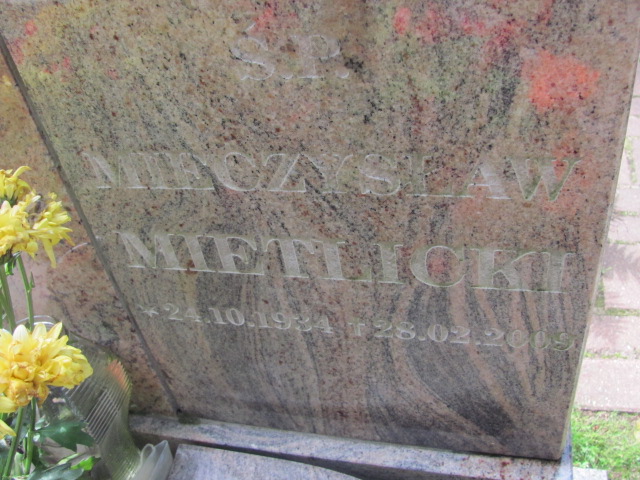 Ś.P.
MIECZYSŁAW
MIETLICKI
*24.10.1934 †28.02.2005